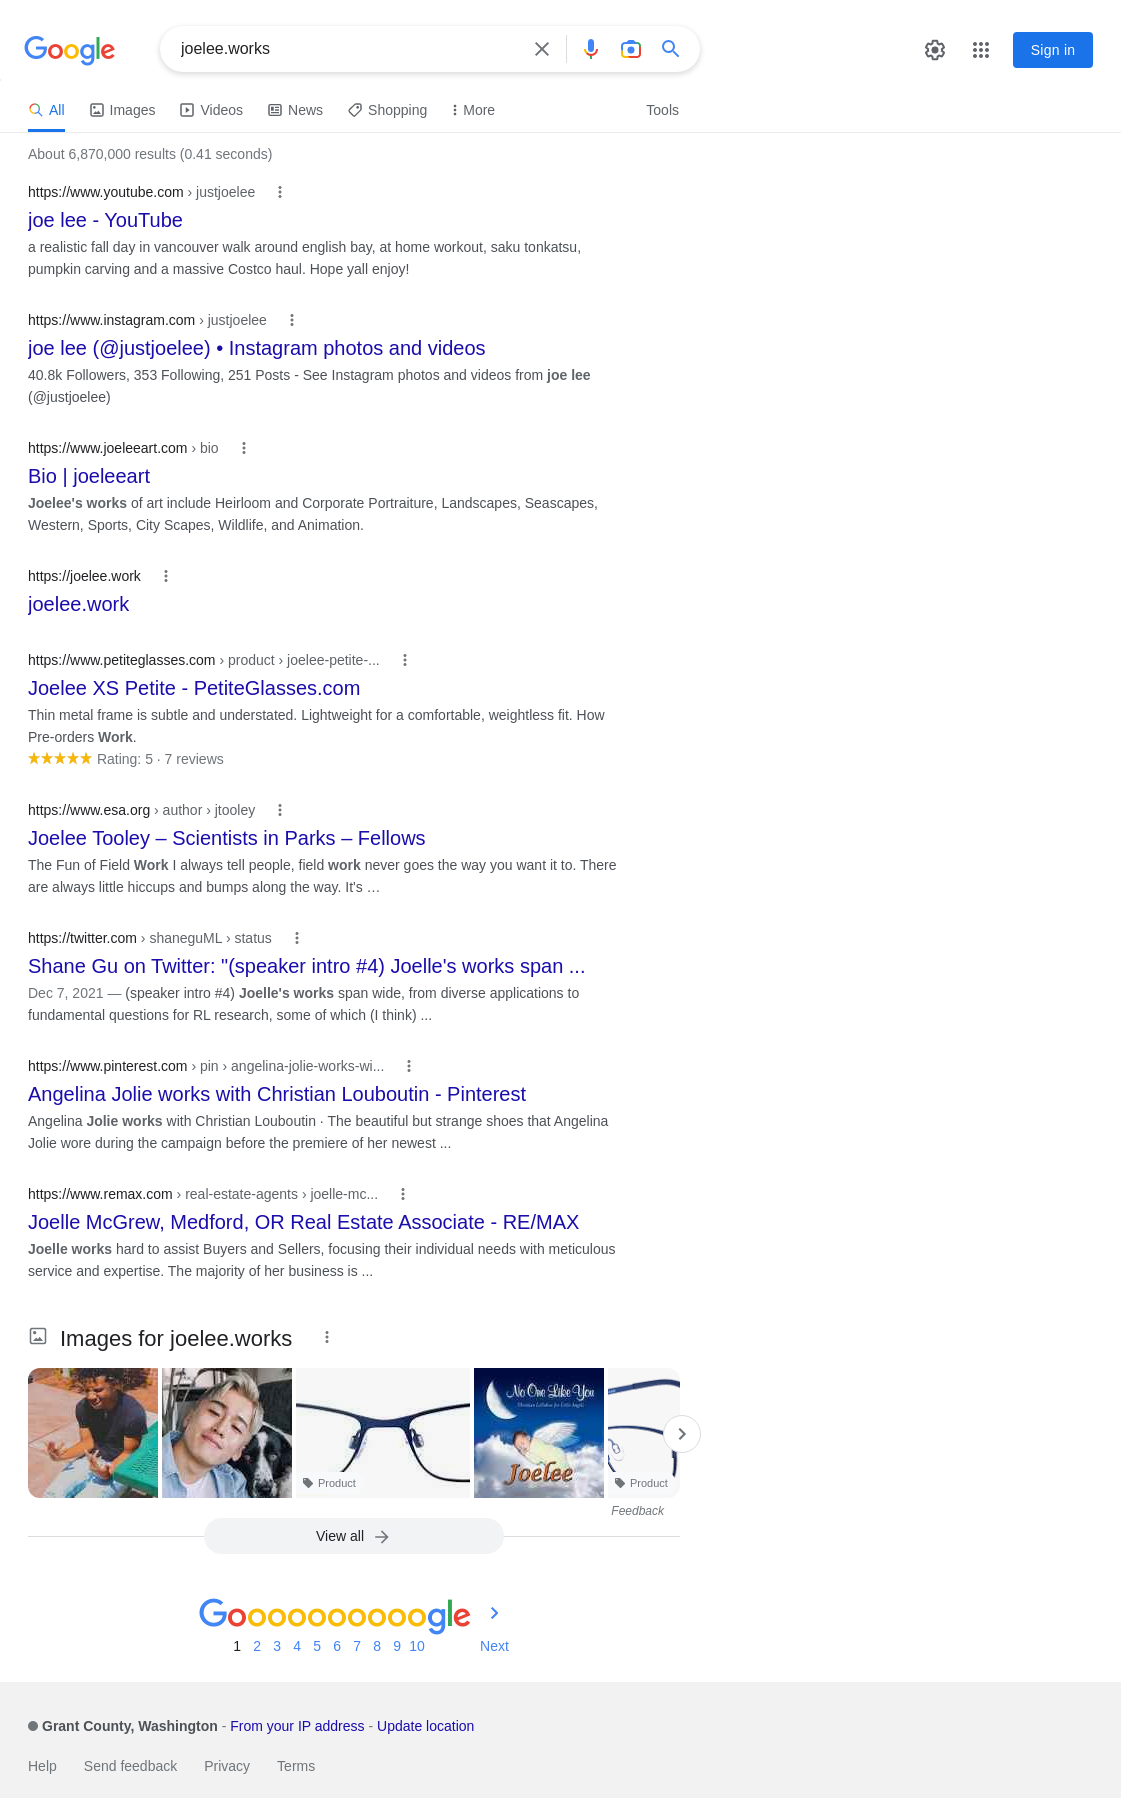 Google
joelee.works
Sign in
All Images Videos News Shopping More Tools
About 6,870,000 results (0.41 seconds)
https://www.youtube.com › justjoelee
joe lee - YouTube
a realistic fall day in vancouver walk around english bay, at home workout, saku tonkatsu,
pumpkin carving and a massive Costco haul. Hope yall enjoy!
https://www.instagram.com › justjoelee
joe lee (@justjoelee) • Instagram photos and videos
40.8k Followers, 353 Following, 251 Posts - See Instagram photos and videos from joe lee
(@justjoelee)
https://www.joeleeart.com › bio
Bio | joeleeart
Joelee's works of art include Heirloom and Corporate Portraiture, Landscapes, Seascapes,
Western, Sports, City Scapes, Wildlife, and Animation.
https://joelee.work
joelee.work
https://www.petiteglasses.com › product › joelee-petite-...
Joelee XS Petite - PetiteGlasses.com
Thin metal frame is subtle and understated. Lightweight for a comfortable, weightless fit. How
Pre-orders Work.
Rating: 5 · 7 reviews
https://www.esa.org › author › jtooley
Joelee Tooley – Scientists in Parks – Fellows
The Fun of Field Work I always tell people, field work never goes the way you want it to. There
are always little hiccups and bumps along the way. It's …
https://twitter.com › shaneguML › status
Shane Gu on Twitter: "(speaker intro #4) Joelle's works span ...
Dec 7, 2021 — (speaker intro #4) Joelle's works span wide, from diverse applications to
fundamental questions for RL research, some of which (I think) ...
https://www.pinterest.com › pin › angelina-jolie-works-wi...
Angelina Jolie works with Christian Louboutin - Pinterest
Angelina Jolie works with Christian Louboutin · The beautiful but strange shoes that Angelina
Jolie wore during the campaign before the premiere of her newest ...
https://www.remax.com › real-estate-agents › joelle-mc...
Joelle McGrew, Medford, OR Real Estate Associate - RE/MAX
Joelle works hard to assist Buyers and Sellers, focusing their individual needs with meticulous
service and expertise. The majority of her business is ...
Images for joelee.works
No One Like You
Joelee
Product Product
Feedback
View all
Goooooooooogle
1 2 3 4 5 6 7 8 9 10 Next
Grant County, Washington - From your IP address - Update location
Help Send feedback Privacy Terms